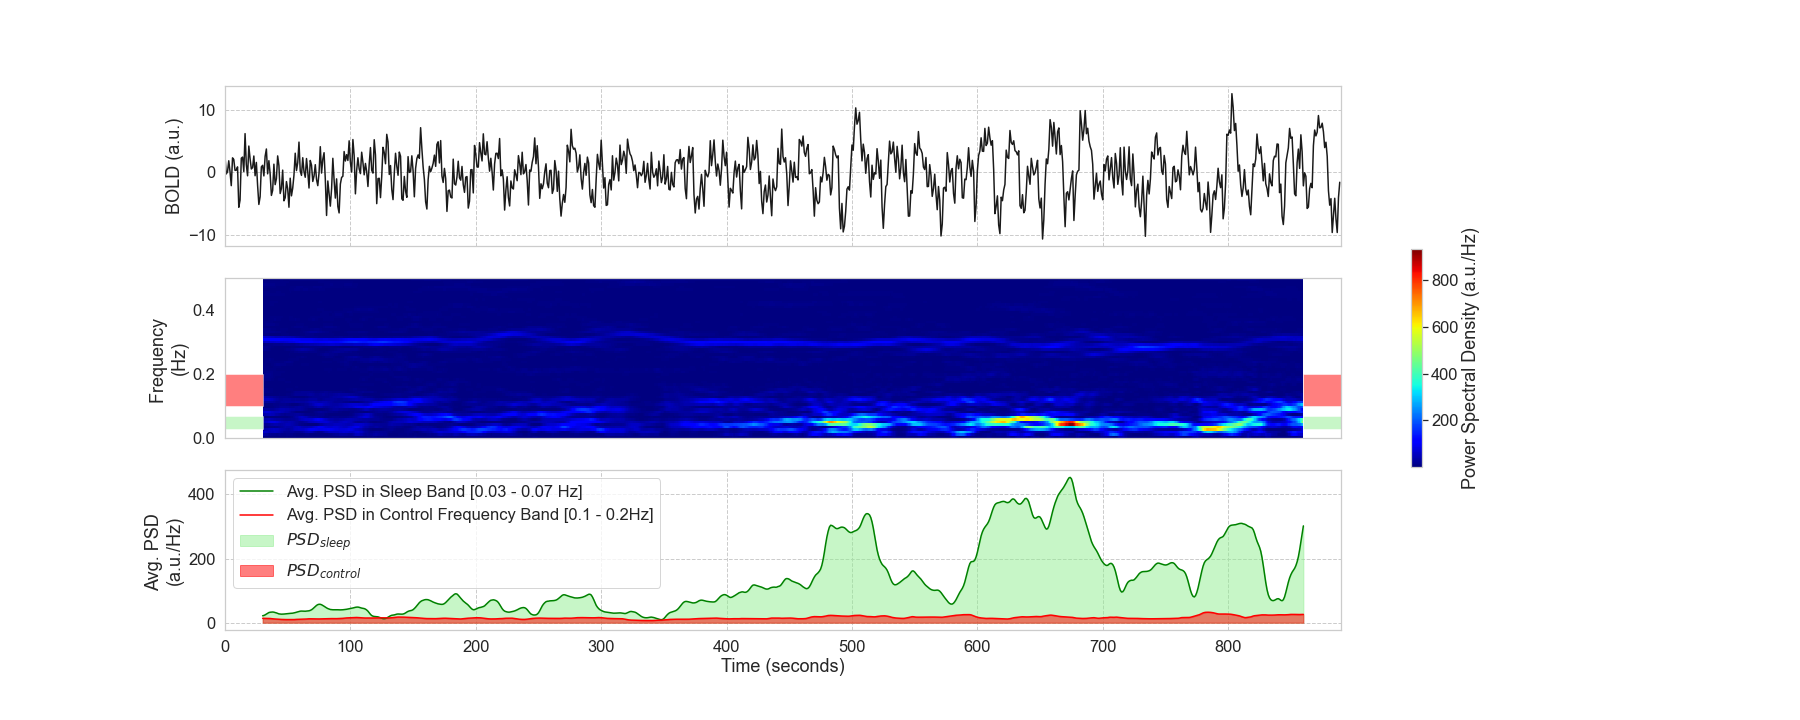 10
0
−10
BOLD (a.u.)
0.4
0.2
0.0
Frequency
(Hz)
800
600
400
200
Power Spectral Density (a.u./Hz)
400
200
0
Avg. PSD
(a.u./Hz)
Avg. PSD in Sleep Band [0.03 - 0.07 Hz]
Avg. PSD in Control Frequency Band [0.1 - 0.2Hz]
PSD_sleep
PSD_control
0 100 200 300 400 500 600 700 800
Time (seconds)